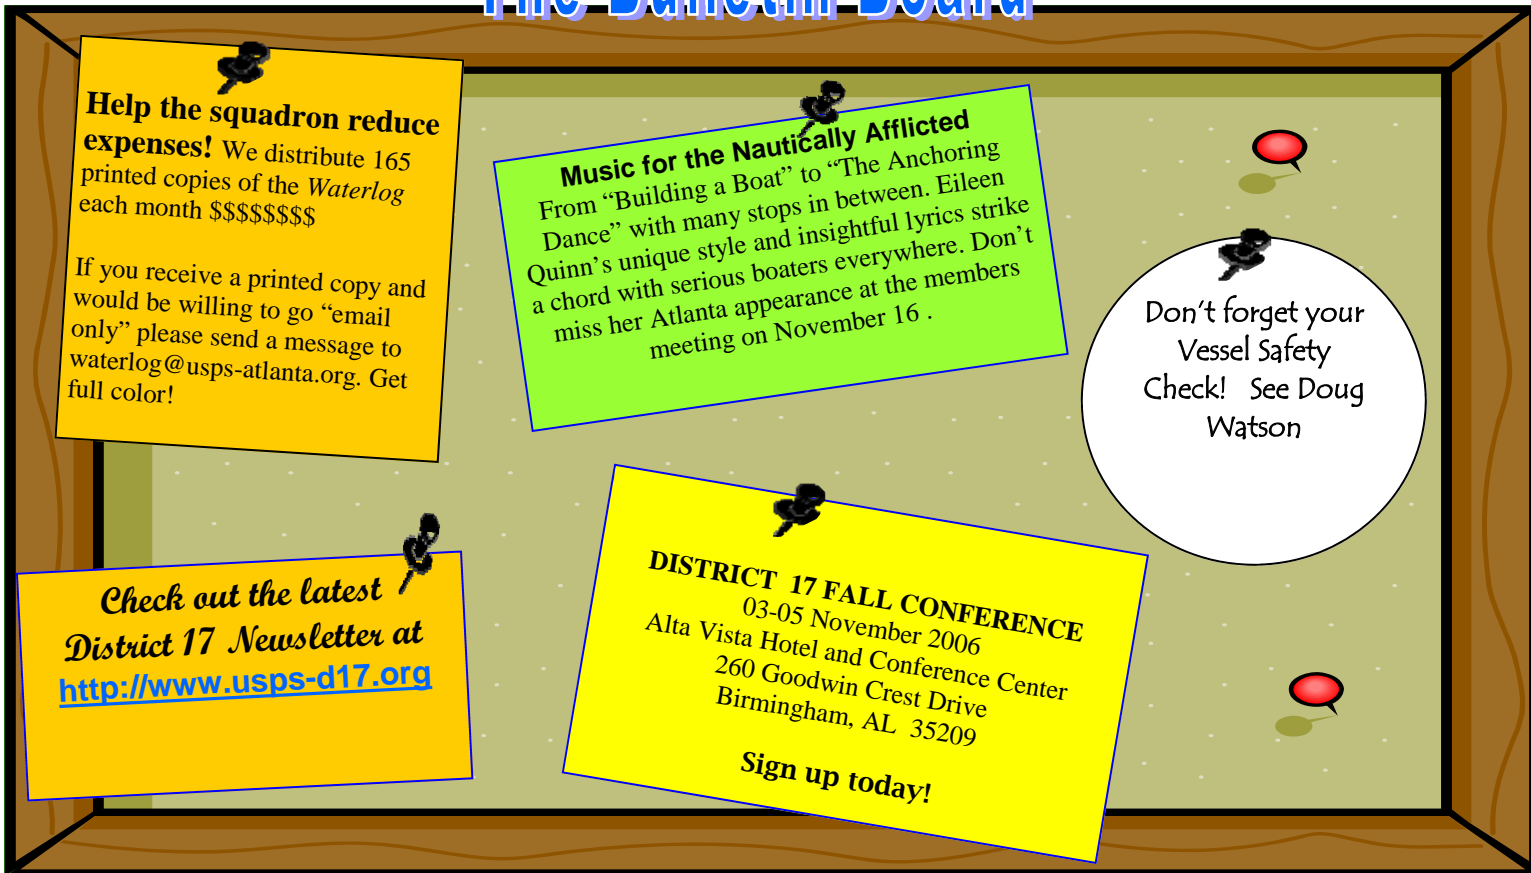 The Bulletin Board
Help the squadron reduce
expenses! We distribute 165
printed copies of the Waterlog
each month $$$$$$$$
If you receive a printed copy and
would be willing to go “email
only” please send a message to
waterlog@usps-atlanta.org. Get
full color!
Music for the Nautically Afflicted
From “Building a Boat” to “The Anchoring
Dance” with many stops in between. Eileen
Quinn’s unique style and insightful lyrics strike
a chord with serious boaters everywhere. Don’t
miss her Atlanta appearance at the members
meeting on November 16 .
Don’t forget your
Vessel Safety
Check! See Doug
Watson
Check out the latest
District 17 Newsletter at
http://www.usps-d17.org
DISTRICT 17 FALL CONFERENCE
03-05 November 2006
Alta Vista Hotel and Conference Center
260 Goodwin Crest Drive
Birmingham, AL 35209
Sign up today!